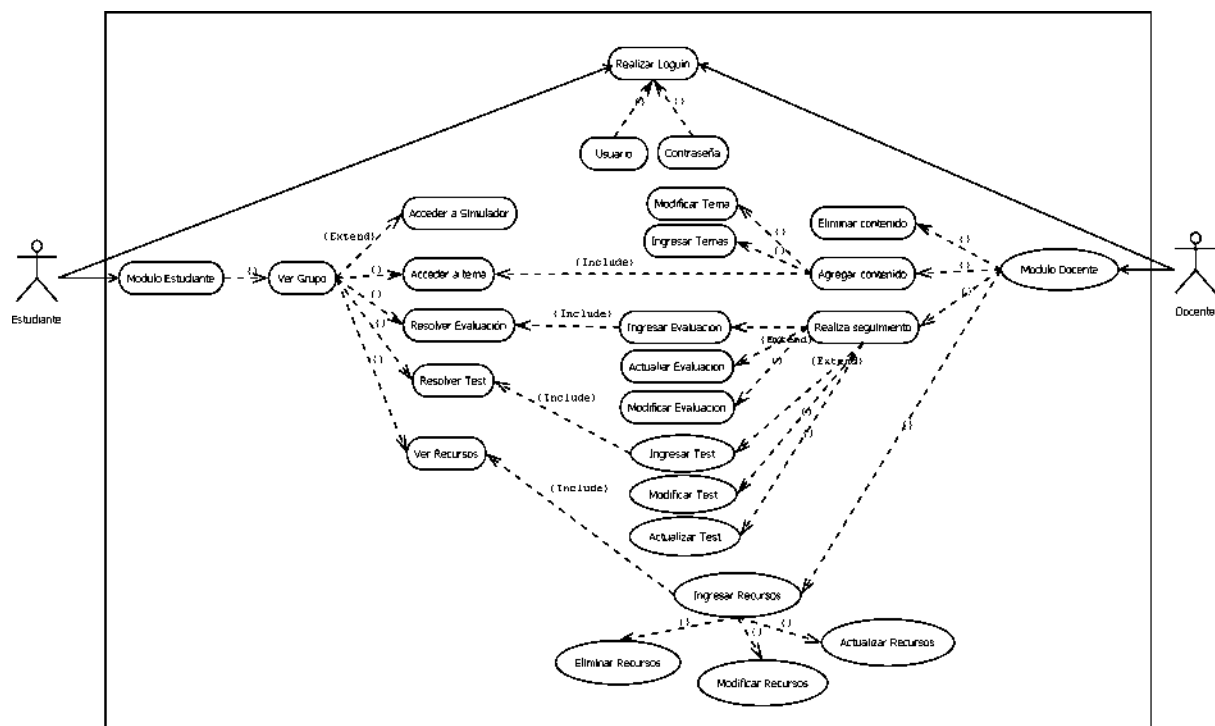 Realizar Loguin
{}
{}
Usuario
Contraseña
Acceder a Simulador
Modificar Tema
Eliminar contenido
{Extend}
{}
Ingresar Temas
{}
{}
Modulo Estudiante
{}
Ver Grupo
{}
Acceder a tema
{Include}
Agregar contenido
{}
Modulo Docente
Estudiante
Docente
{}
{}
Resolver Evaluación
{Include}
Ingresar Evaluacion
Realiza seguimiento
{}
{}
{Extend}
Actualiar Evaluacion
{}
{Extend}
Resolver Test
{Include}
Modificar Evaluacion
{}
{}
{}
Ver Recursos
Ingresar Test
{Include}
Modificar Test
Actualizar Test
Ingresar Recursos
{}
{}
{}
Actualizar Recursos
Eliminar Recursos
Modificar Recursos